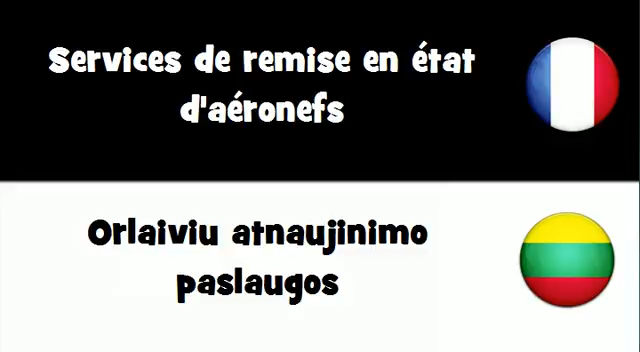 Services de remise en état
d'aéronefs
Orlaiviu atnaujinimo
paslaugos